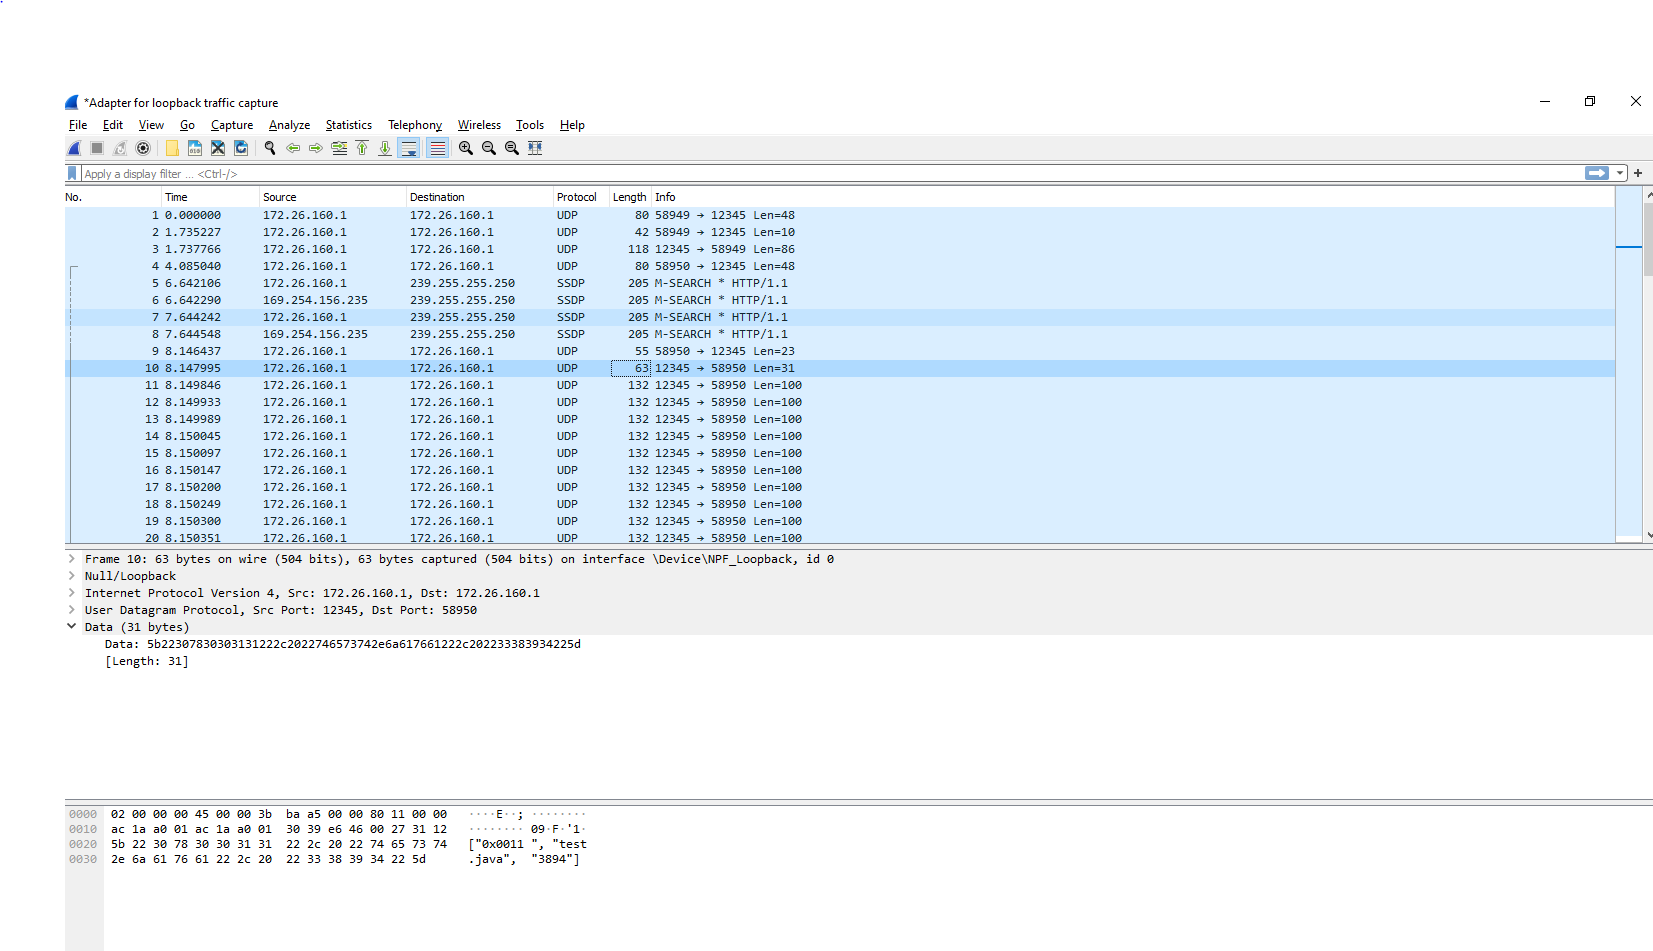 *Adapter for loopback traffic capture
File Edit View Go Capture Analyze Statistics Telephony Wireless Tools Help
Apply a display filter ... <Ctrl-/>
No. Time Source Destination Protocol Length Info
1 0.000000 172.26.160.1 172.26.160.1 UDP 80 58949 → 12345 Len=48
2 1.735227 172.26.160.1 172.26.160.1 UDP 42 58949 → 12345 Len=10
3 1.737766 172.26.160.1 172.26.160.1 UDP 118 12345 → 58949 Len=86
4 4.085040 172.26.160.1 172.26.160.1 UDP 80 58950 → 12345 Len=48
5 6.642106 172.26.160.1 239.255.255.250 SSDP 205 M-SEARCH * HTTP/1.1
6 6.642290 169.254.156.235 239.255.255.250 SSDP 205 M-SEARCH * HTTP/1.1
7 7.644242 172.26.160.1 239.255.255.250 SSDP 205 M-SEARCH * HTTP/1.1
8 7.644548 169.254.156.235 239.255.255.250 SSDP 205 M-SEARCH * HTTP/1.1
9 8.146437 172.26.160.1 172.26.160.1 UDP 55 58950 → 12345 Len=23
10 8.147995 172.26.160.1 172.26.160.1 UDP 63 12345 → 58950 Len=31
11 8.149846 172.26.160.1 172.26.160.1 UDP 132 12345 → 58950 Len=100
12 8.149933 172.26.160.1 172.26.160.1 UDP 132 12345 → 58950 Len=100
13 8.149989 172.26.160.1 172.26.160.1 UDP 132 12345 → 58950 Len=100
14 8.150045 172.26.160.1 172.26.160.1 UDP 132 12345 → 58950 Len=100
15 8.150097 172.26.160.1 172.26.160.1 UDP 132 12345 → 58950 Len=100
16 8.150147 172.26.160.1 172.26.160.1 UDP 132 12345 → 58950 Len=100
17 8.150200 172.26.160.1 172.26.160.1 UDP 132 12345 → 58950 Len=100
18 8.150249 172.26.160.1 172.26.160.1 UDP 132 12345 → 58950 Len=100
19 8.150300 172.26.160.1 172.26.160.1 UDP 132 12345 → 58950 Len=100
20 8.150351 172.26.160.1 172.26.160.1 UDP 132 12345 → 58950 Len=100
Frame 10: 63 bytes on wire (504 bits), 63 bytes captured (504 bits) on interface \Device\NPF_Loopback, id 0
Null/Loopback
Internet Protocol Version 4, Src: 172.26.160.1, Dst: 172.26.160.1
User Datagram Protocol, Src Port: 12345, Dst Port: 58950
Data (31 bytes)
Data: 5b22307830303131222c2022746573742e6a617661222c202233383934225d
[Length: 31]
0000 02 00 00 00 45 00 00 3b ba a5 00 00 80 11 00 00 ····E··; ········
0010 ac 1a a0 01 ac 1a a0 01 30 39 e6 46 00 27 31 12 ········ 09·F·'1·
0020 5b 22 30 78 30 30 31 31 22 2c 20 22 74 65 73 74 ["0x0011 ", "test
0030 2e 6a 61 76 61 22 2c 20 22 33 38 39 34 22 5d .java", "3894"]